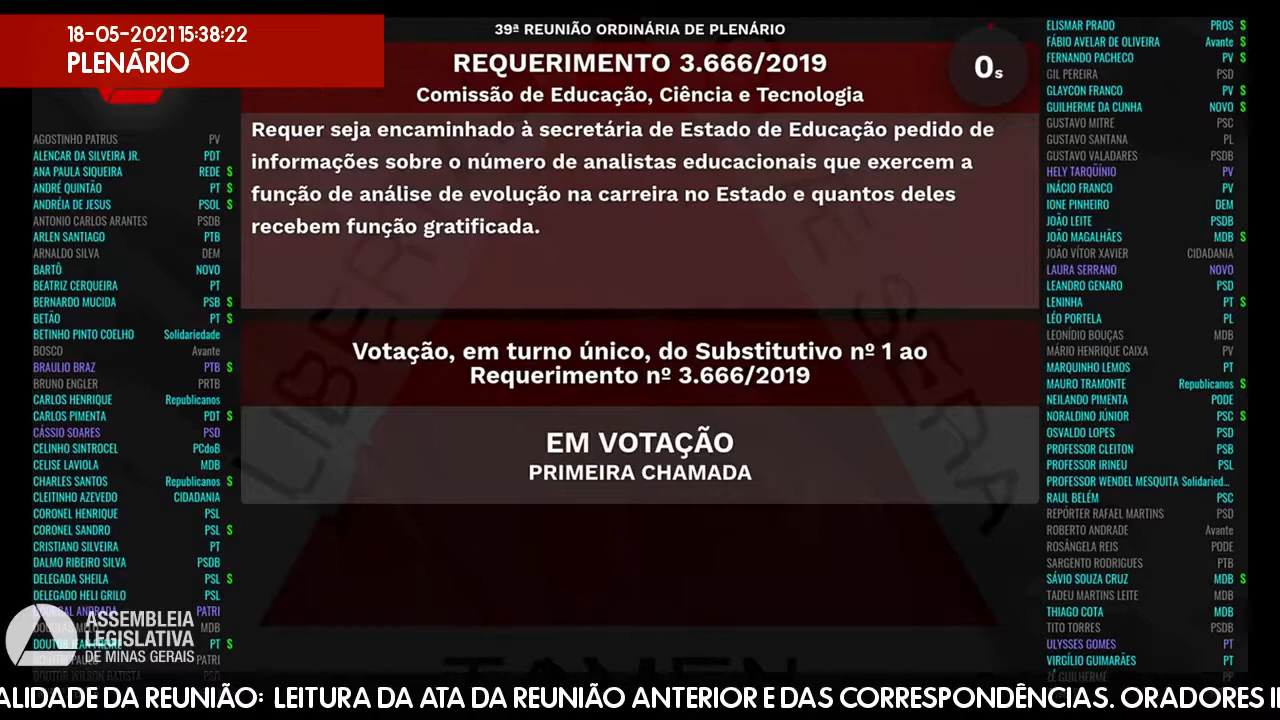 18-05-2021 15:38:22
PLENÁRIO
39ª REUNIÃO ORDINÁRIA DE PLENÁRIO
REQUERIMENTO 3.666/2019
Comissão de Educação, Ciência e Tecnologia
0s
Requer seja encaminhado à secretária de Estado de Educação pedido de
informações sobre o número de analistas educacionais que exercem a
função de análise de evolução na carreira no Estado e quantos deles
recebem função gratificada.
Votação, em turno único, do Substitutivo nº 1 ao
Requerimento nº 3.666/2019
EM VOTAÇÃO
PRIMEIRA CHAMADA
AGOSTINHO PATRUS PV
ALENCAR DA SILVEIRA JR. PDT
ANA PAULA SIQUEIRA REDE S
ANDRÉ QUINTÃO PT S
ANDRÉIA DE JESUS PSOL S
ANTONIO CARLOS ARANTES PSDB
ARLEN SANTIAGO PTB
ARNALDO SILVA DEM
BARTÔ NOVO
BEATRIZ CERQUEIRA PT
BERNARDO MUCIDA PSB S
BETÃO PT S
BETINHO PINTO COELHO Solidariedade
BOSCO Avante
BRAULIO BRAZ PTB S
BRUNO ENGLER PRTB
CARLOS HENRIQUE Republicanos
CARLOS PIMENTA PDT S
CÁSSIO SOARES PSD
CELINHO SINTROCEL PCdoB
CELISE LAVIOLA MDB
CHARLES SANTOS Republicanos S
CLEITINHO AZEVEDO CIDADANIA
CORONEL HENRIQUE PSL
CORONEL SANDRO PSL S
CRISTIANO SILVEIRA PT
DALMO RIBEIRO SILVA PSDB
DELEGADA SHEILA PSL S
DELEGADO HELI GRILO PSL
ANDRADA PATRI
MDB
DOUTOR JEAN FREIRE PT S
DOUTOR PAULO PATRI
DOUTOR WILSON BATISTA PSD
ELISMAR PRADO PROS S
FÁBIO AVELAR DE OLIVEIRA Avante S
FERNANDO PACHECO PV S
GIL PEREIRA PSD
GLAYCON FRANCO PV S
GUILHERME DA CUNHA NOVO S
GUSTAVO MITRE PSC
GUSTAVO SANTANA PL
GUSTAVO VALADARES PSDB
HELY TARQÜÍNIO PV
INÁCIO FRANCO PV
IONE PINHEIRO DEM
JOÃO LEITE PSDB
JOÃO MAGALHÃES MDB S
JOÃO VÍTOR XAVIER CIDADANIA
LAURA SERRANO NOVO
LEANDRO GENARO PSD
LENINHA PT S
LÉO PORTELA PL
LEONÍDIO BOUÇAS MDB
MÁRIO HENRIQUE CAIXA PV
MARQUINHO LEMOS PT
MAURO TRAMONTE Republicanos S
NEILANDO PIMENTA PODE
NORALDINO JÚNIOR PSC S
OSVALDO LOPES PSD
PROFESSOR CLEITON PSB
PROFESSOR IRINEU PSL
PROFESSOR WENDEL MESQUITA Solidaried...
RAUL BELÉM PSC
REPÓRTER RAFAEL MARTINS PSD
ROBERTO ANDRADE Avante
ROSÂNGELA REIS PODE
SARGENTO RODRIGUES PTB
SÁVIO SOUZA CRUZ MDB S
TADEU MARTINS LEITE MDB
THIAGO COTA MDB
TITO TORRES PSDB
ULYSSES GOMES PT
VIRGÍLIO GUIMARÃES PT
ZÉ GUILHERME PP
ASSEMBLEIA
LEGISLATIVA
DE MINAS GERAIS
ALIDADE DA REUNIÃO: LEITURA DA ATA DA REUNIÃO ANTERIOR E DAS CORRESPONDÊNCIAS. ORADORES I